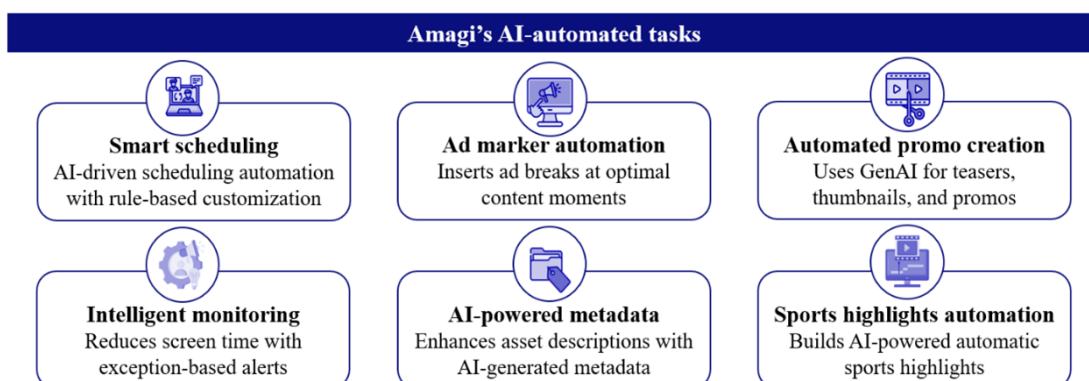 Amagi's AI-automated tasks
Smart scheduling
AI-driven scheduling automation
with rule-based customization
Ad marker automation
Inserts ad breaks at optimal
content moments
Automated promo creation
Uses GenAI for teasers,
thumbnails, and promos
Intelligent monitoring
Reduces screen time with
exception-based alerts
AI-powered metadata
Enhances asset descriptions with
AI-generated metadata
Sports highlights automation
Builds AI-powered automatic
sports highlights